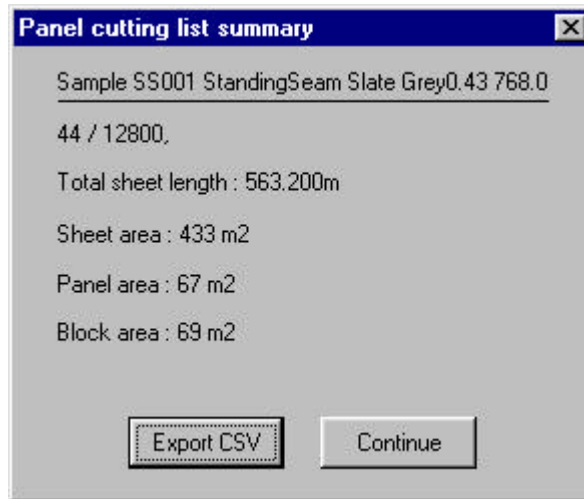 Panel cutting list summary
Sample SS001 StandingSeam Slate Grey0.43 768.0
44 / 12800,
Total sheet length : 563.200m
Sheet area : 433 m2
Panel area : 67 m2
Block area : 69 m2
Export CSV
Continue